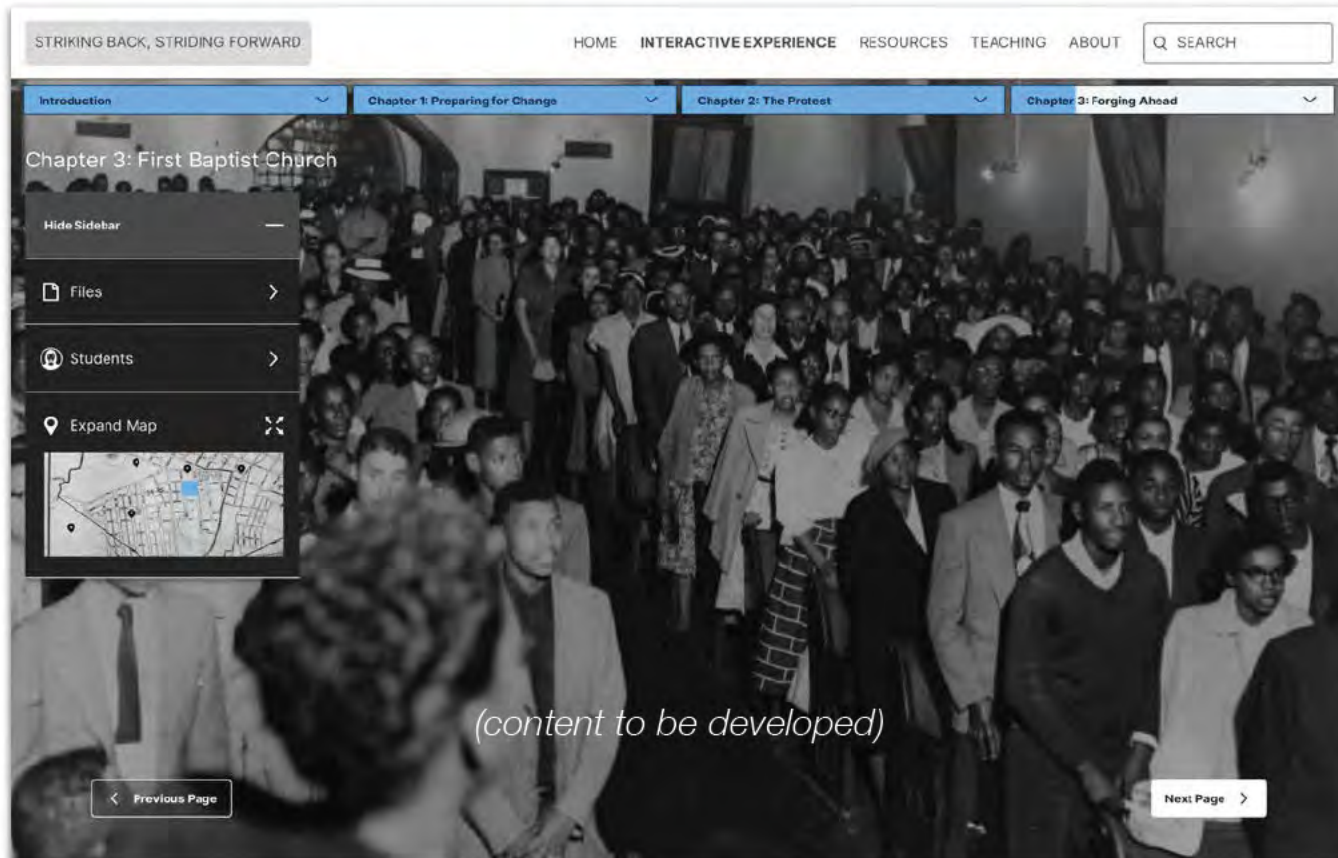 STRIKING BACK, STRIDING FORWARD
HOME INTERACTIVE EXPERIENCE RESOURCES TEACHING ABOUT SEARCH
Introduction Chapter 1: Preparing for Change Chapter 2: The Protest Chapter 3: Forging Ahead
Chapter 3: First Baptist Church
Hide Sidebar
Files
Students
Expand Map
(content to be developed)
Previous Page
Next Page